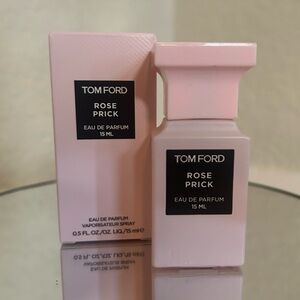 TOM FORD
ROSE
PRICK
EAU DE PARFUM
15 ML
EAU DE PARFUM
VAPORISATEUR SPRAY
0.5 FL.OZ./OZ. LIQ./15 ml ℮
TOM FORD
ROSE
PRICK
EAU DE PARFUM
15 ML